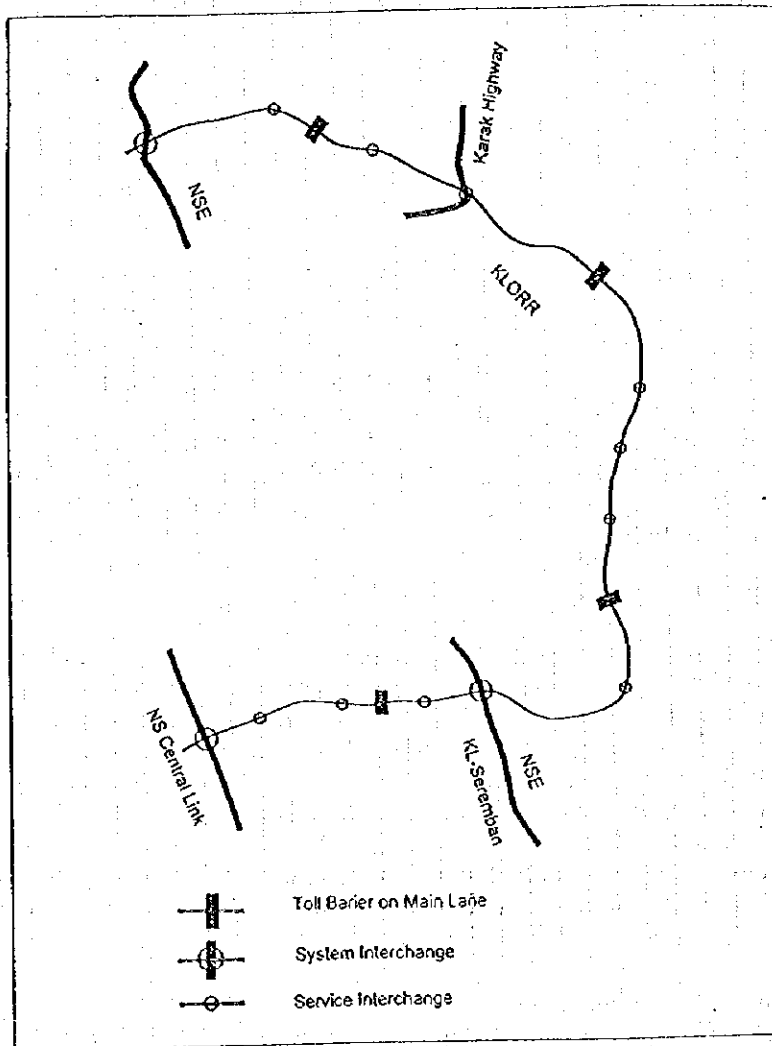 Karak Highway
NSE
KLORR
NS Central Link
KL-Seremban
NSE
Toll Barier on Main Lane
System Interchange
Service Interchange